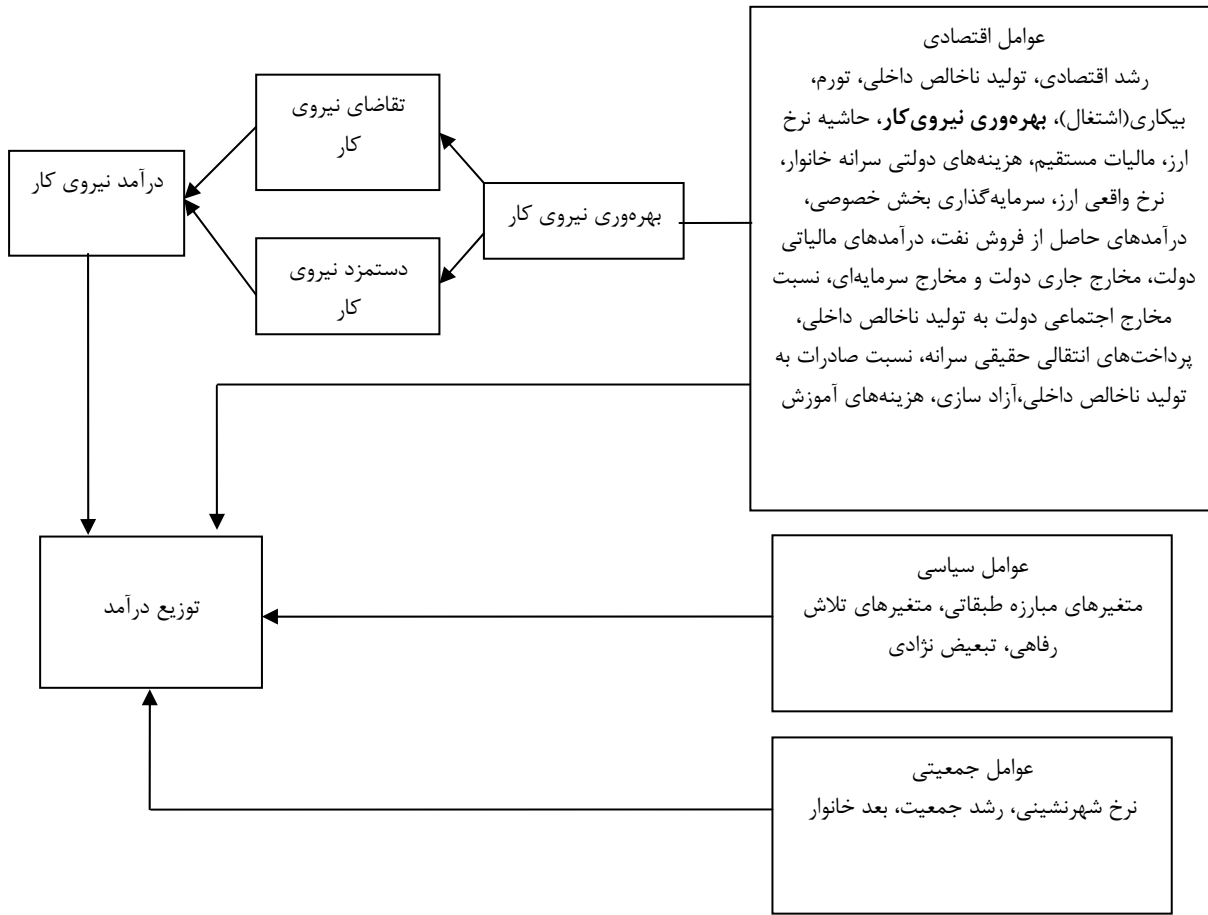 عوامل اقتصادی
رشد اقتصادی، تولید ناخالص داخلی، تورم،
بیکاری(اشتغال)، بهره‌وری نیروی‌کار، حاشیه نرخ
ارز، مالیات مستقیم، هزینه‌های دولتی سرانه خانوار،
نرخ واقعی ارز، سرمایه‌گذاری بخش خصوصی،
درآمدهای حاصل از فروش نفت، درآمدهای مالیاتی
دولت، مخارج جاری دولت و مخارج سرمایه‌ای، نسبت
مخارج اجتماعی دولت به تولید ناخالص داخلی،
پرداخت‌های انتقالی حقیقی سرانه، نسبت صادرات به
تولید ناخالص داخلی،آزاد سازی، هزینه‌های آموزش
بهره‌وری نیروی کار
تقاضای نیروی
کار
دستمزد نیروی
کار
درآمد نیروی کار
توزیع درآمد
عوامل سیاسی
متغیرهای مبارزه طبقاتی، متغیرهای تلاش
رفاهی، تبعیض نژادی
عوامل جمعیتی
نرخ شهرنشینی، رشد جمعیت، بعد خانوار